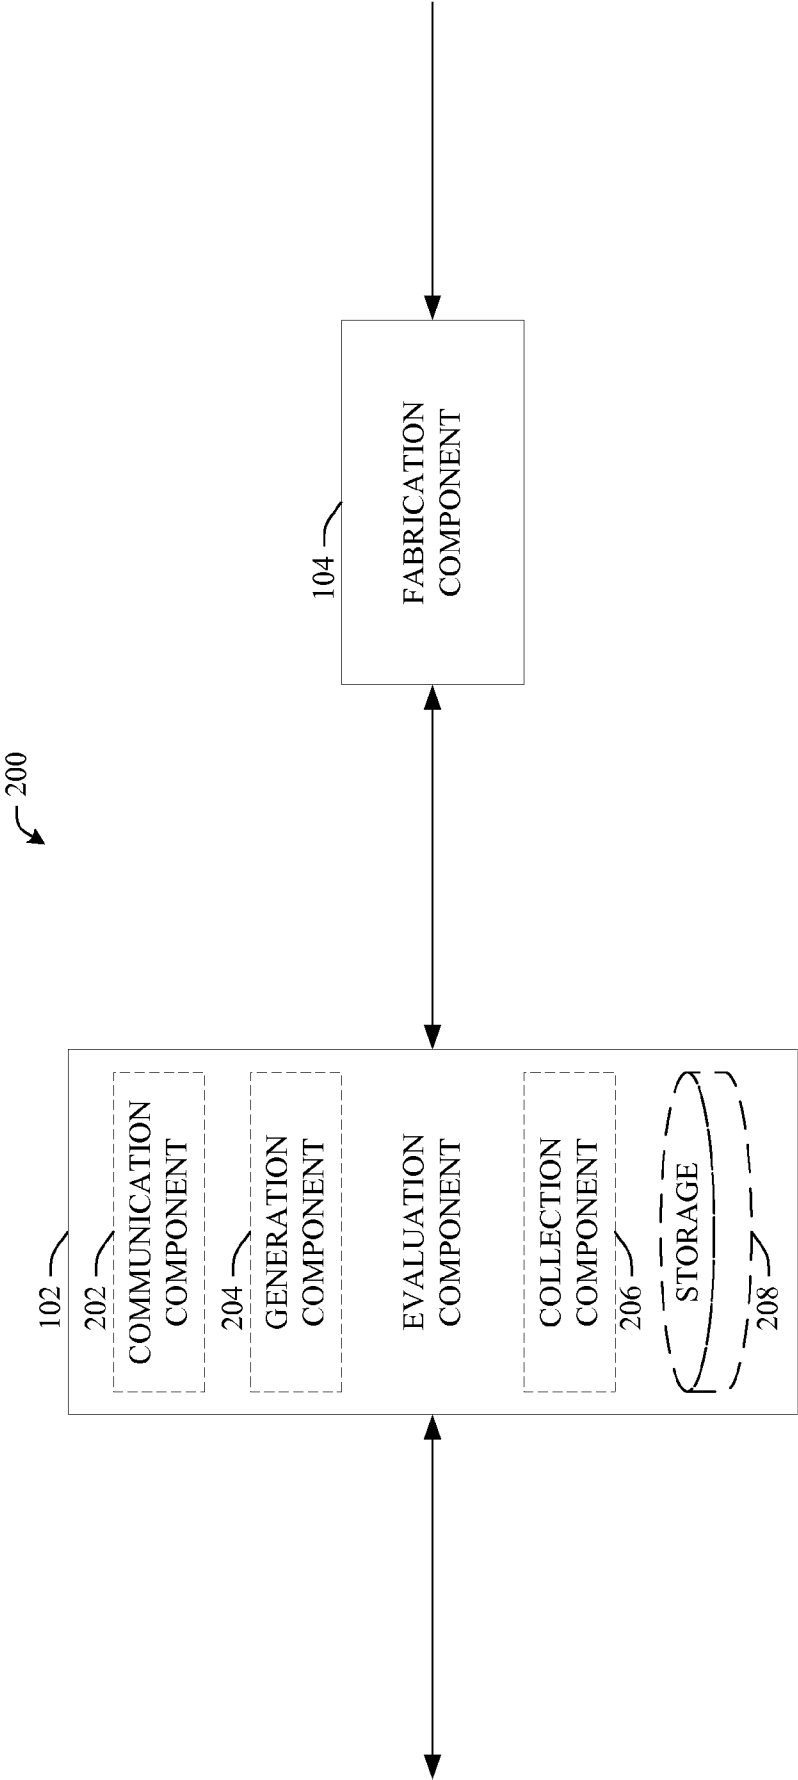 200
102
202
COMMUNICATION
COMPONENT
204
GENERATION
COMPONENT
EVALUATION
COMPONENT
COLLECTION
COMPONENT
206
STORAGE
208
104
FABRICATION
COMPONENT